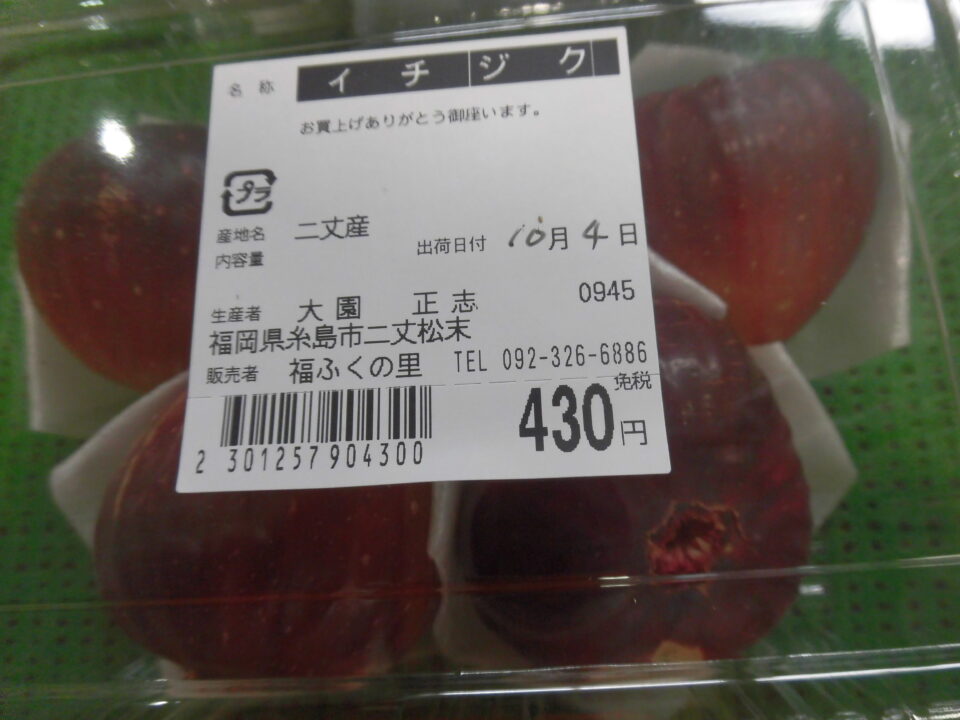 名称 イチジク
お買上げありがとう御座います。
プラ
産地名 二丈産
出荷日付 10月4日
内容量
0945
生産者 大園 正志
福岡県糸島市二丈松末
販売者 福ふくの里 TEL 092-326-6886
免税
430円
2 301257 904300